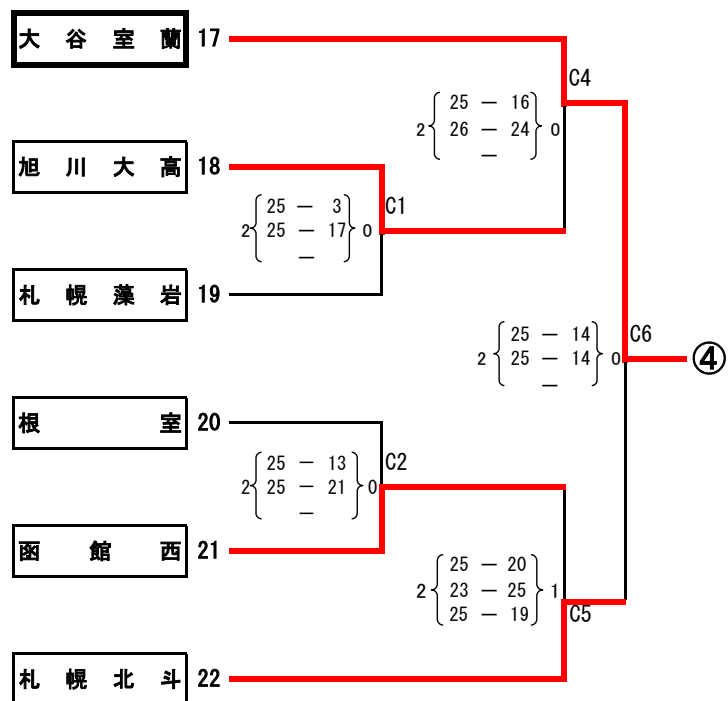 大谷室蘭 17
C4
25 — 16
2 26 — 24 0
—
旭川大高 18
C1
25 — 3
2 25 — 17 0
—
札幌藻岩 19
25 — 14 C6
2 25 — 14 0 ④
—
根室 20
25 — 13 C2
2 25 — 21 0
—
函館西 21
25 — 20
2 23 — 25 1
25 — 19 C5
札幌北斗 22